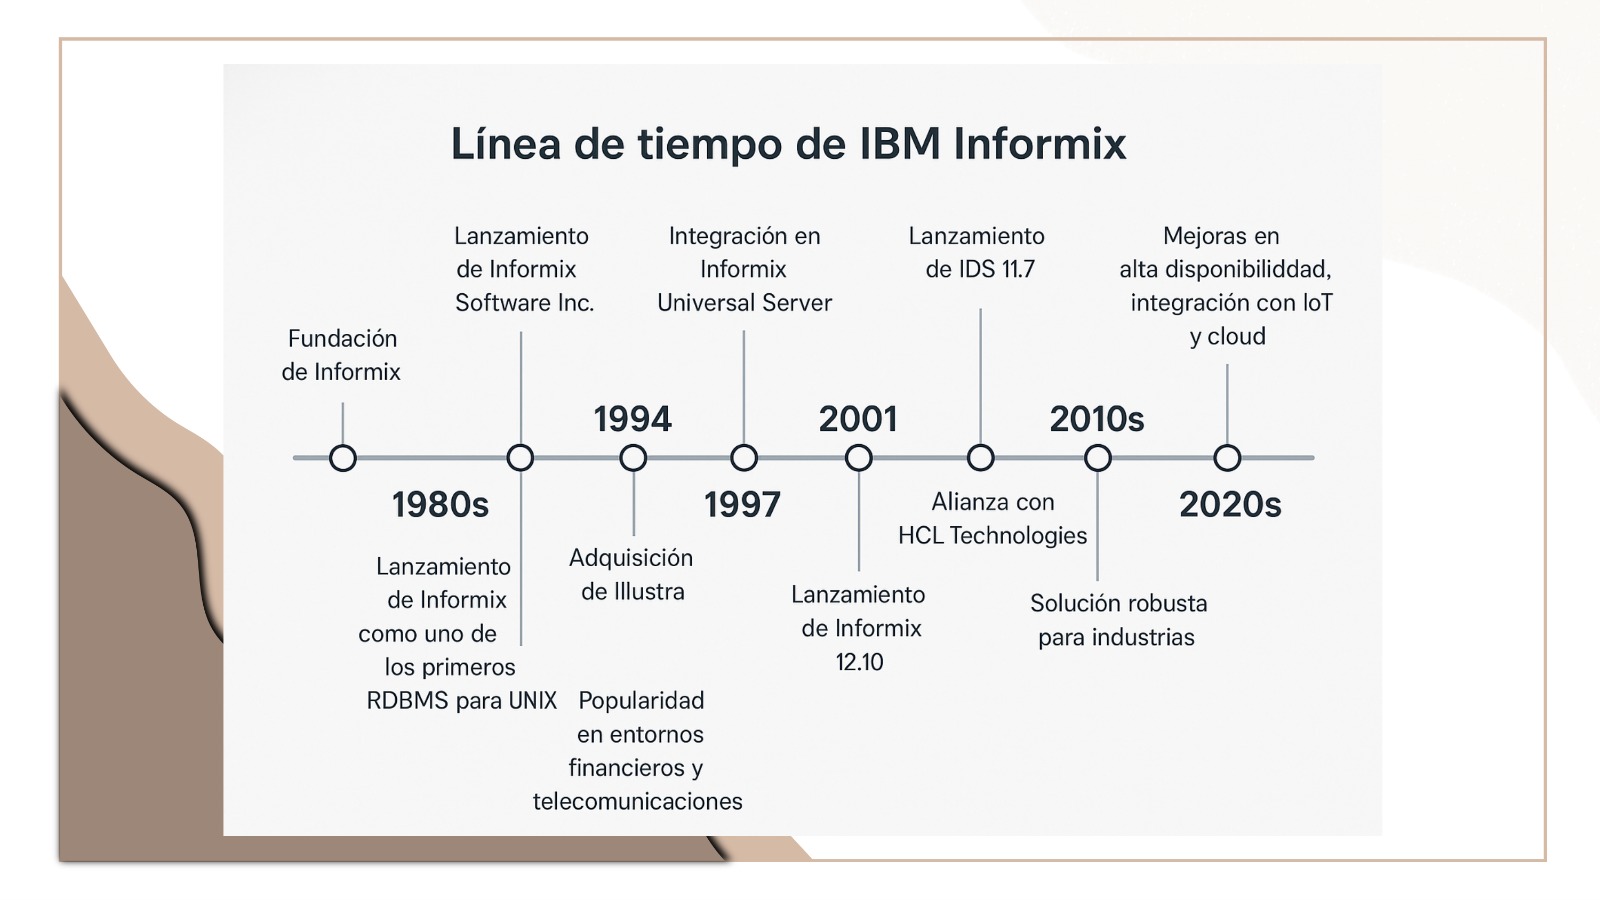 Línea de tiempo de IBM Informix
Fundación
de Informix
Lanzamiento
de Informix
Software Inc.
Integración en
Informix
Universal Server
Lanzamiento
de IDS 11.7
Mejoras en
alta disponibiliddad,
integración con IoT
y cloud
1994
2001
2010s
1980s
1997
2020s
Lanzamiento
de Informix
como uno de
los primeros
RDBMS para UNIX
Adquisición
de Illustra
Popularidad
en entornos
financieros y
telecomunicaciones
Lanzamiento
de Informix
12.10
Alianza con
HCL Technologies
Solución robusta
para industrias